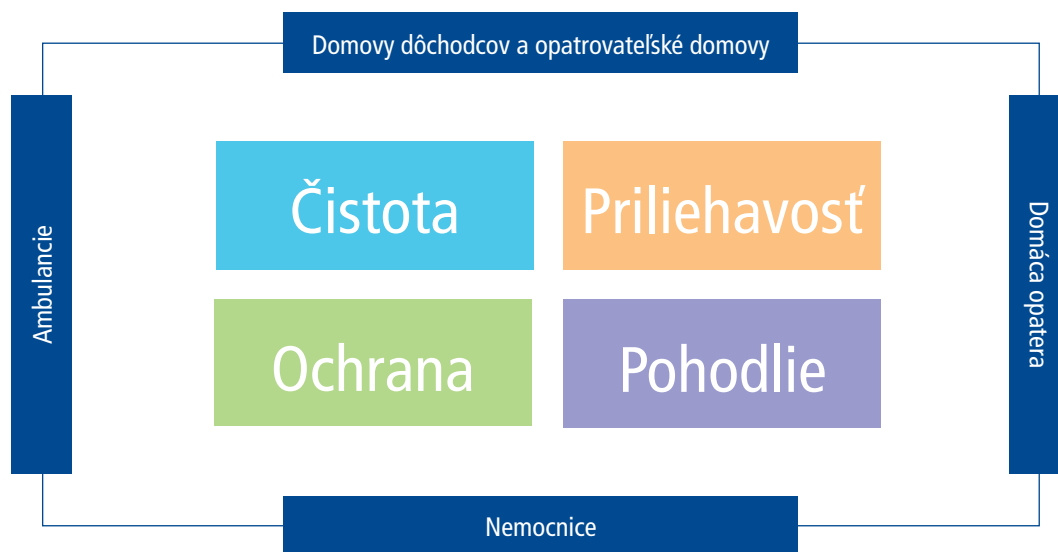 Domovy dôchodcov a opatrovateľské domovy
Ambulancie
Čistota
Priliehavosť
Ochrana
Pohodlie
Domáca opatera
Nemocnice